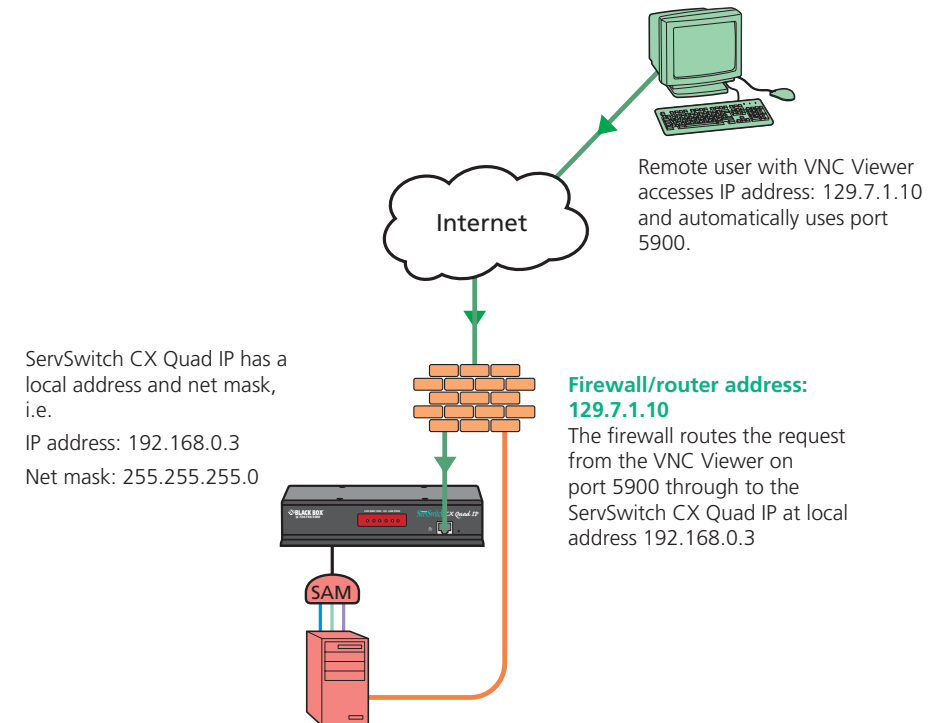 Remote user with VNC Viewer
accesses IP address: 129.7.1.10
and automatically uses port
5900.
Internet
ServSwitch CX Quad IP has a
local address and net mask,
i.e.
IP address: 192.168.0.3
Net mask: 255.255.255.0
Firewall/router address:
129.7.1.10
The firewall routes the request
from the VNC Viewer on
port 5900 through to the
ServSwitch CX Quad IP at local
address 192.168.0.3
BLACK BOX
ServSwitch CX Quad IP
SAM